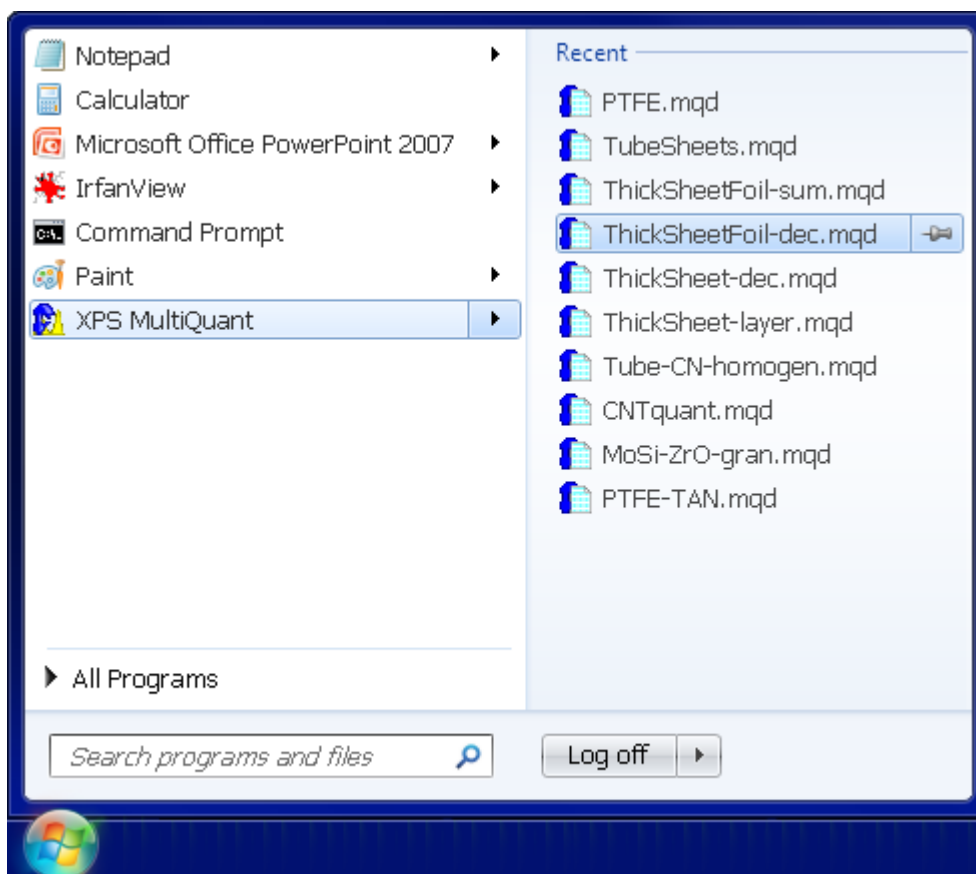 Notepad
Calculator
Microsoft Office PowerPoint 2007
IrfanView
Command Prompt
Paint
XPS MultiQuant
All Programs
Search programs and files
Recent
PTFE.mqd
TubeSheets.mqd
ThickSheetFoil-sum.mqd
ThickSheetFoil-dec.mqd
ThickSheet-dec.mqd
ThickSheet-layer.mqd
Tube-CN-homogen.mqd
CNTquant.mqd
MoSi-ZrO-gran.mqd
PTFE-TAN.mqd
Log off